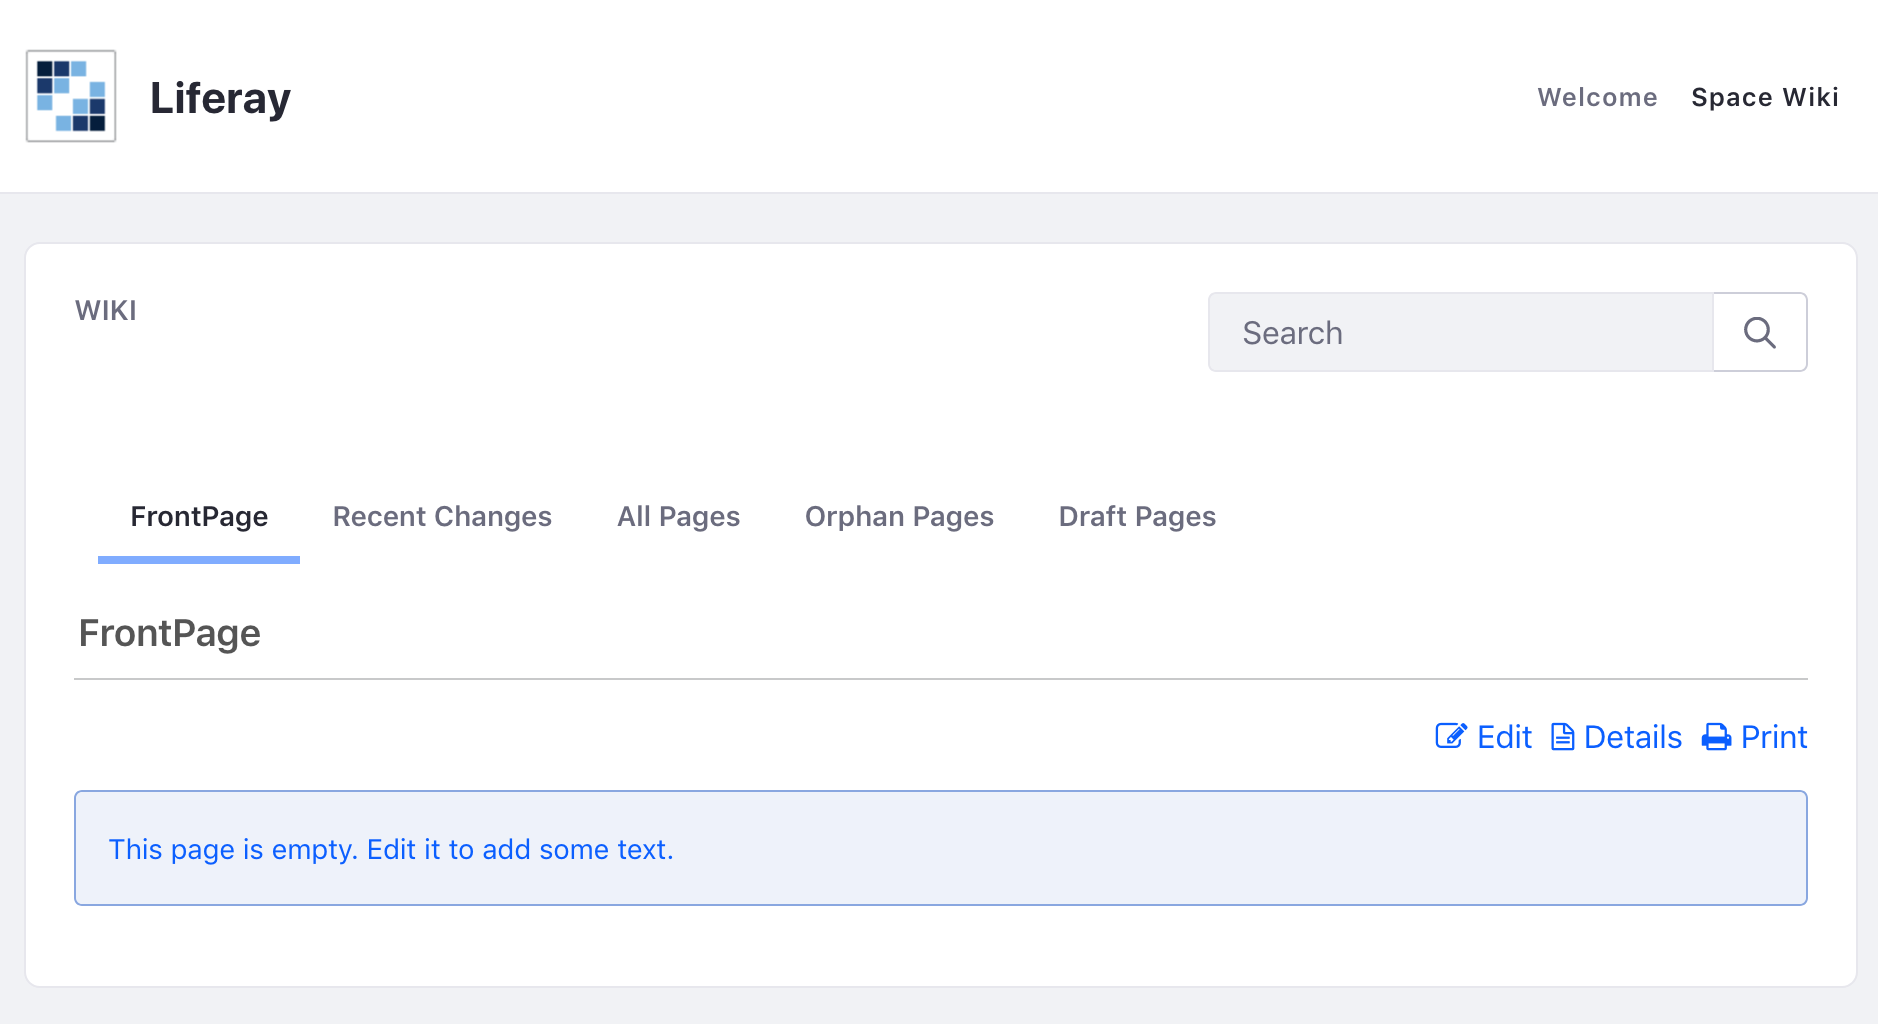 Liferay
Welcome Space Wiki
WIKI
Search
FrontPage Recent Changes All Pages Orphan Pages Draft Pages
FrontPage
Edit Details Print
This page is empty. Edit it to add some text.